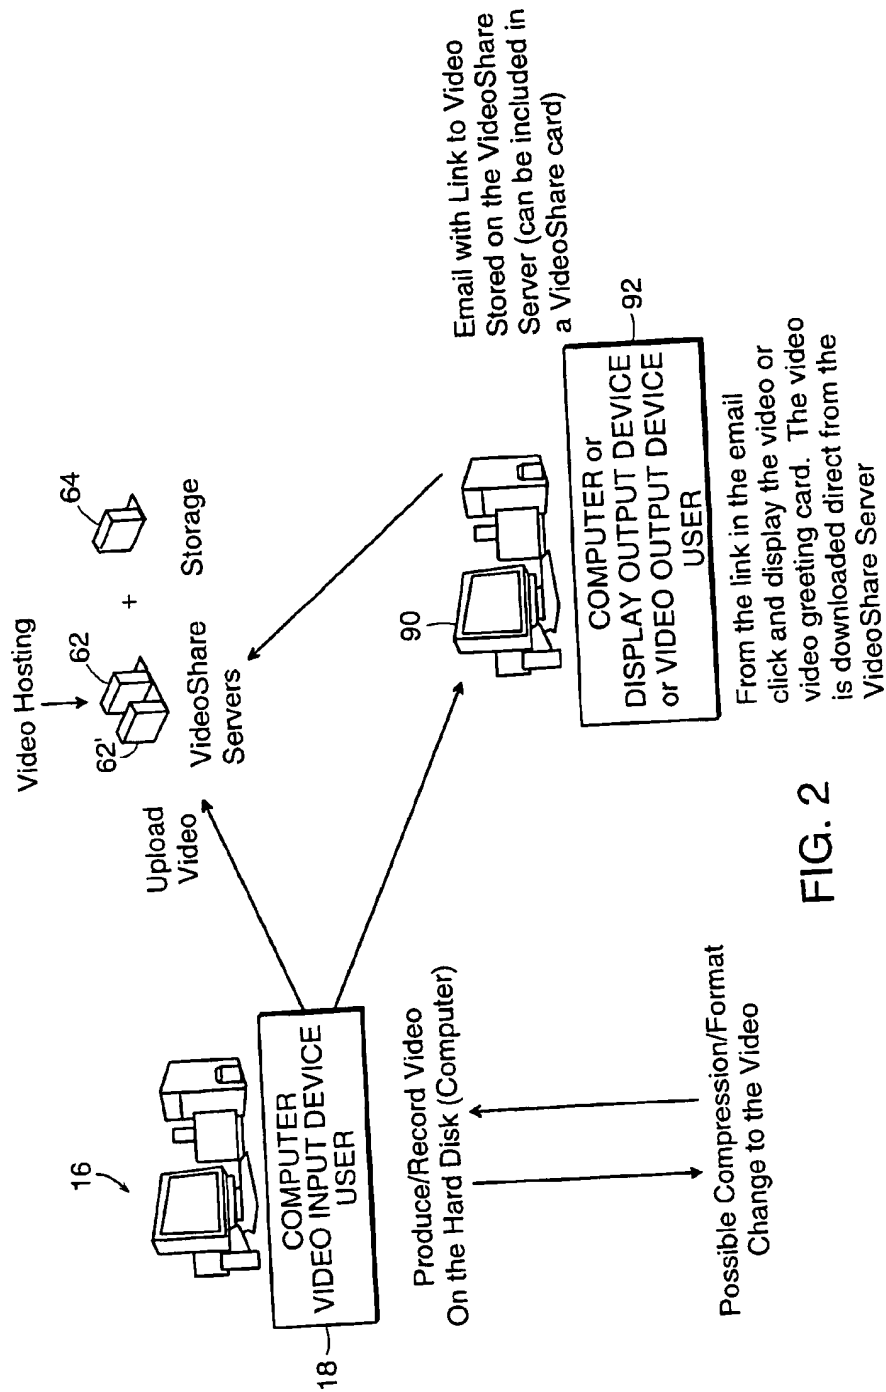 Video Hosting
62'
62
+
64
VideoShare
Servers
Storage
Upload
Video
16
COMPUTER
VIDEO INPUT DEVICE
USER
18
Produce/Record Video
On the Hard Disk (Computer)
Possible Compression/Format
Change to the Video
90
COMPUTER or
DISPLAY OUTPUT DEVICE
or VIDEO OUTPUT DEVICE
USER
92
Email with Link to Video
Stored on the VideoShare
Server (can be included in
a VideoShare card)
From the link in the email
click and display the video or
video greeting card. The video
is downloaded direct from the
VideoShare Server
FIG. 2